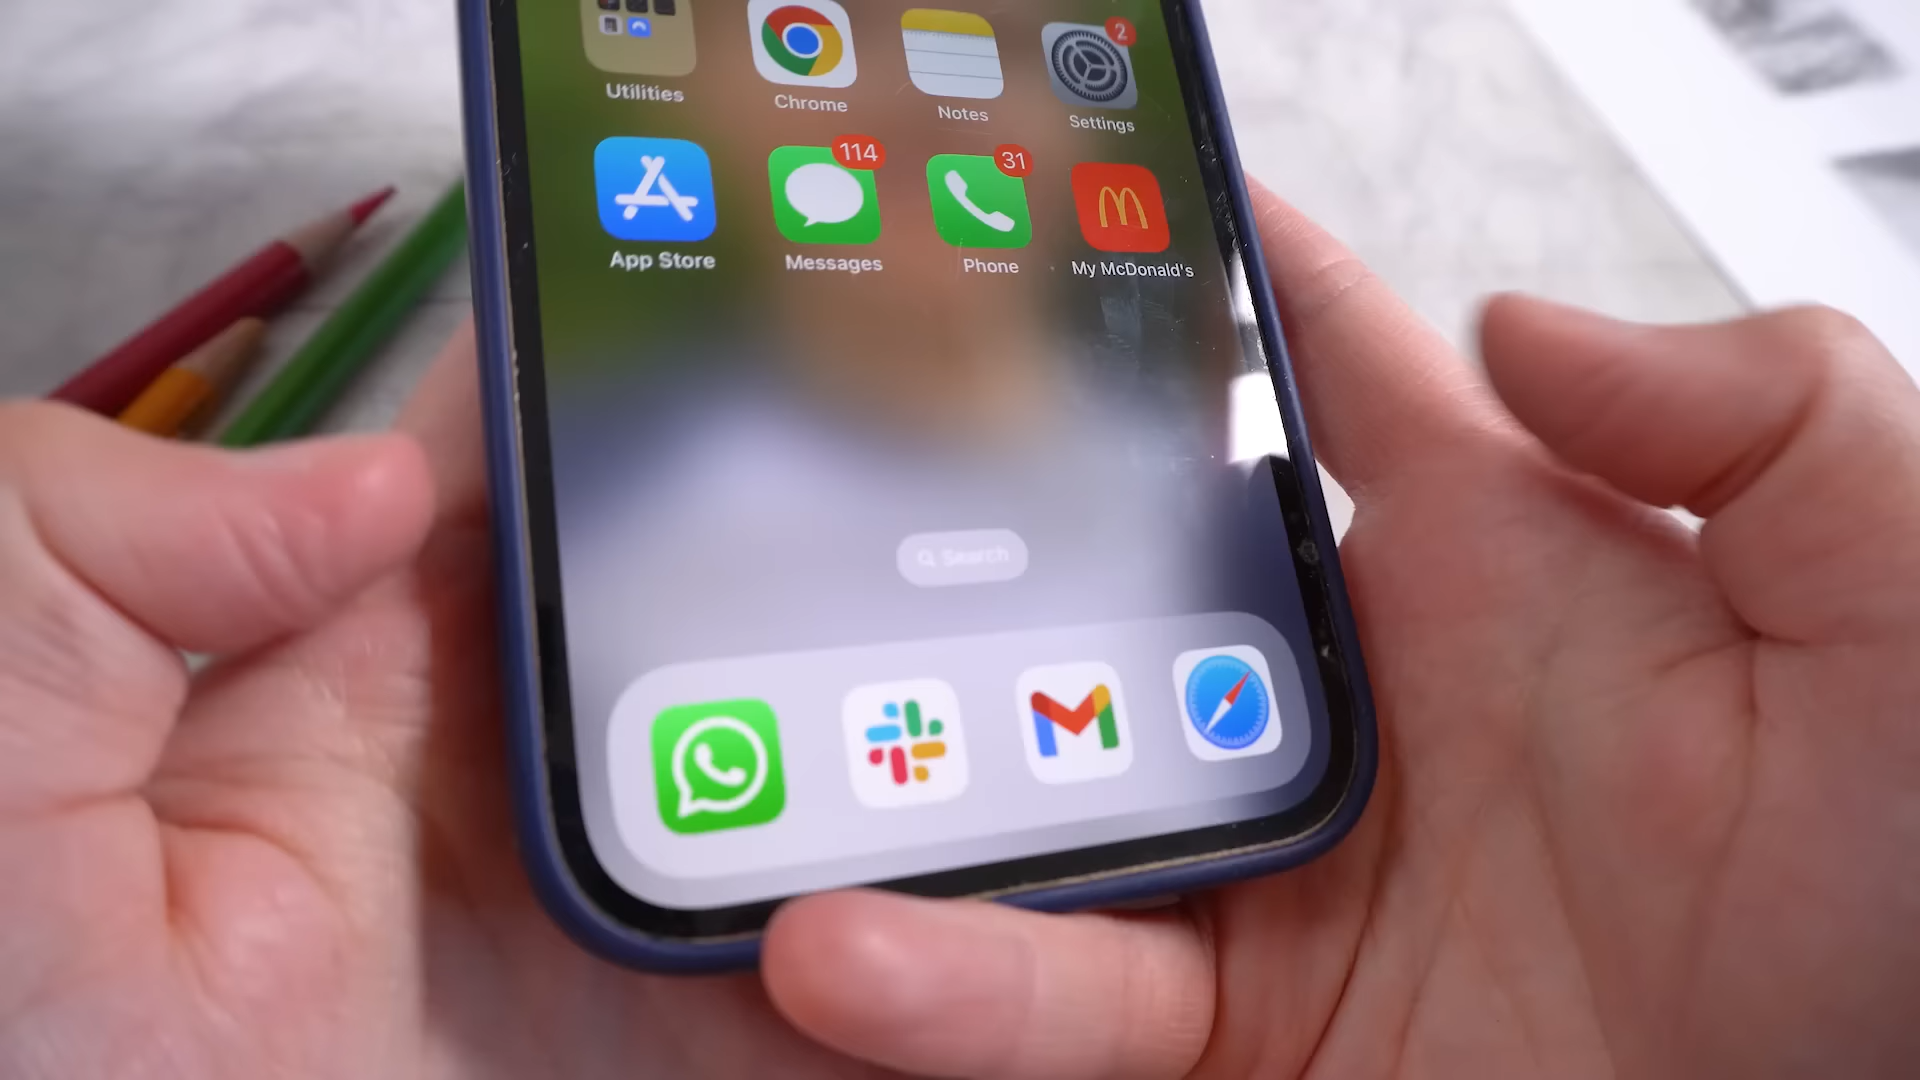 Utilities
Chrome
Notes
2
Settings
App Store
114
Messages
31
Phone
My McDonald's
Search